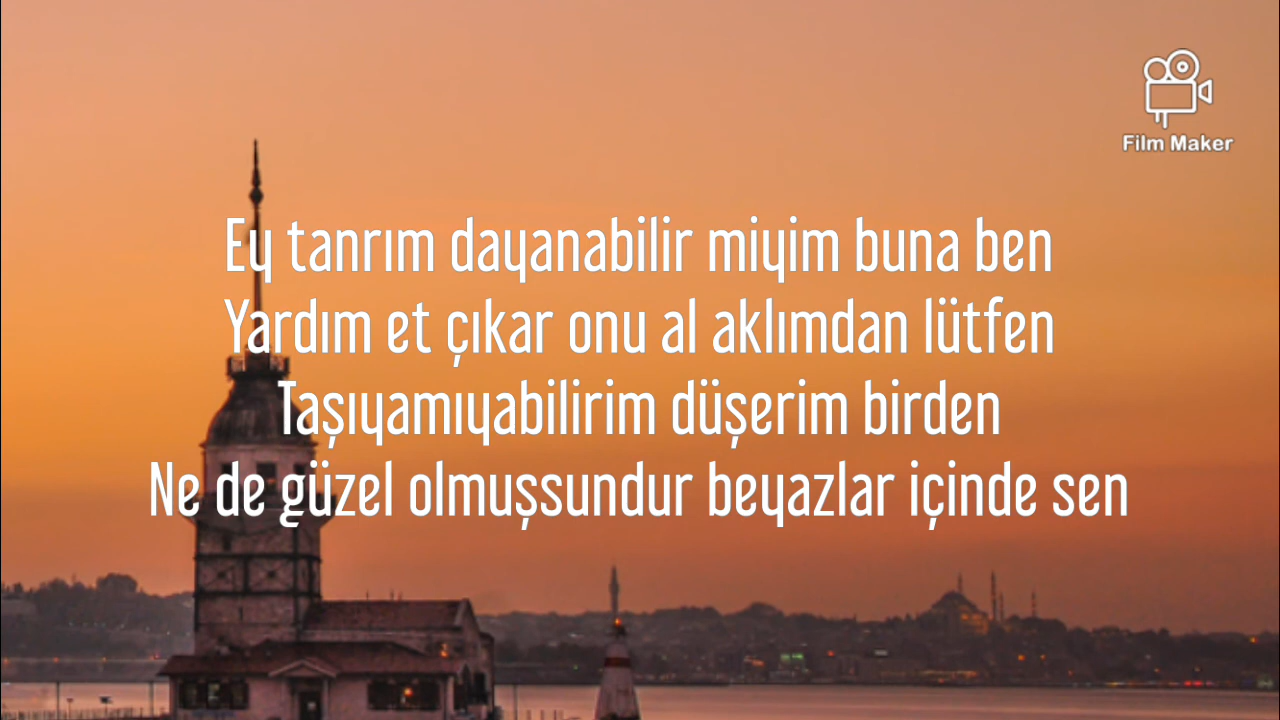 Film Maker
Ey tanrım dayanabilir miyim buna ben
Yardım et çıkar onu al aklımdan lütfen
Taşıyamıyabilirim düşerim birden
Ne de güzel olmuşsundur beyazlar içinde sen